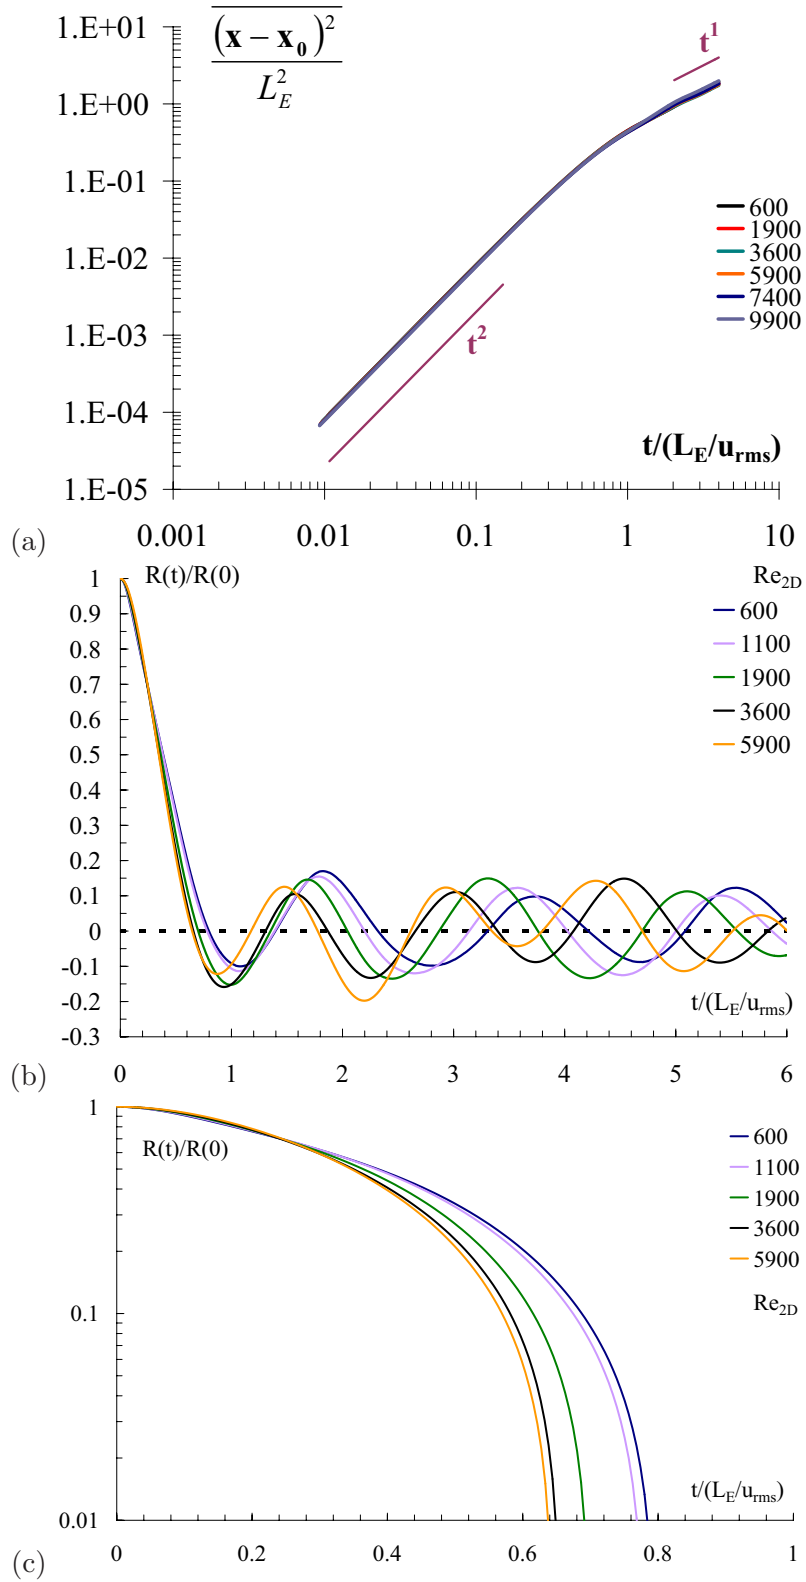 1.E+01
1.E+00
1.E-01
1.E-02
1.E-03
1.E-04
1.E-05
(x − x₀)²
L_E²
t¹
t²
600
1900
3600
5900
7400
9900
t/(L_E/u_rms)
0.001 0.01 0.1 1 10
(a)
R(t)/R(0)
Re_2D
600
1100
1900
3600
5900
1
0.9
0.8
0.7
0.6
0.5
0.4
0.3
0.2
0.1
0
-0.1
-0.2
-0.3
t/(L_E/u_rms)
0 1 2 3 4 5 6
(b)
1
0.1
0.01
R(t)/R(0)
600
1100
1900
3600
5900
Re_2D
t/(L_E/u_rms)
0 0.2 0.4 0.6 0.8 1
(c)